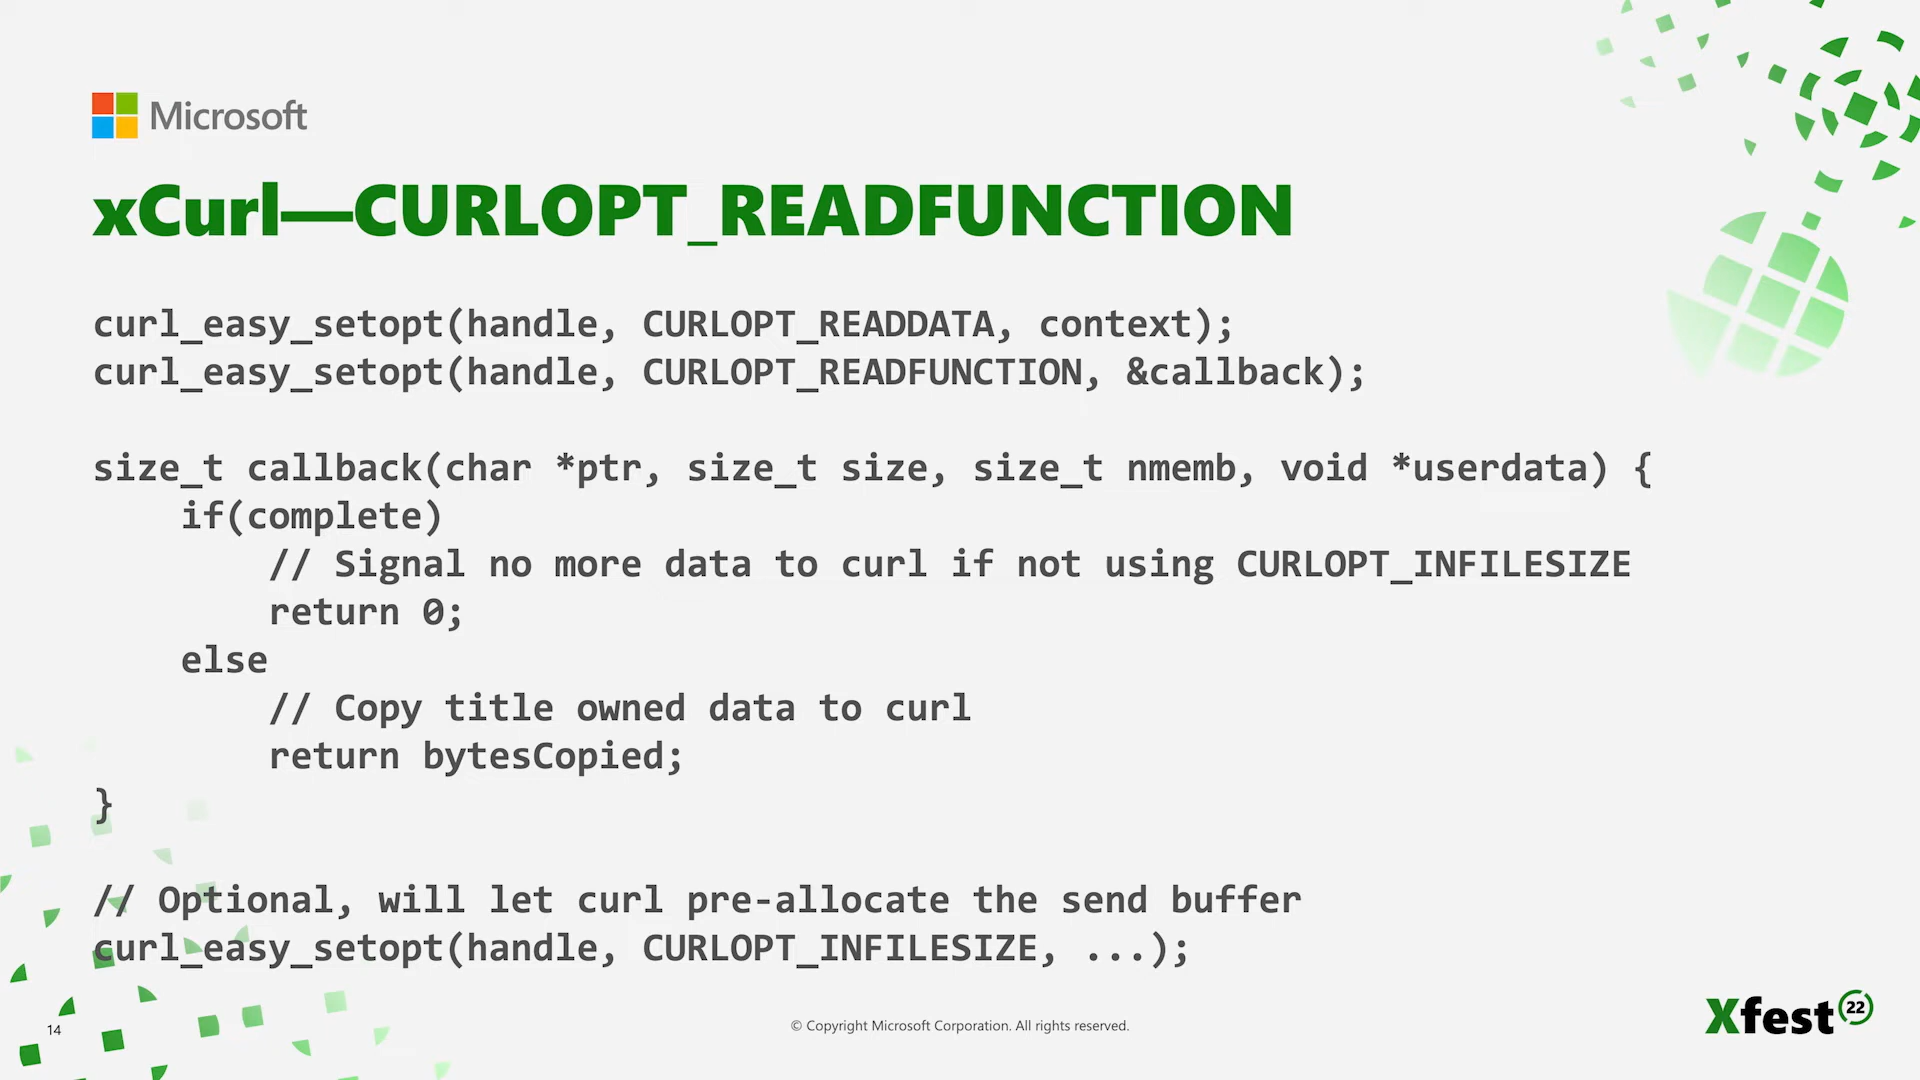 Microsoft
xCurl—CURLOPT_READFUNCTION
curl_easy_setopt(handle, CURLOPT_READDATA, context);
curl_easy_setopt(handle, CURLOPT_READFUNCTION, &callback);
size_t callback(char *ptr, size_t size, size_t nmemb, void *userdata) {
    if(complete)
        // Signal no more data to curl if not using CURLOPT_INFILESIZE
        return 0;
    else
        // Copy title owned data to curl
        return bytesCopied;
}
// Optional, will let curl pre-allocate the send buffer
curl_easy_setopt(handle, CURLOPT_INFILESIZE, ...);
14
© Copyright Microsoft Corporation. All rights reserved.
Xfest 22